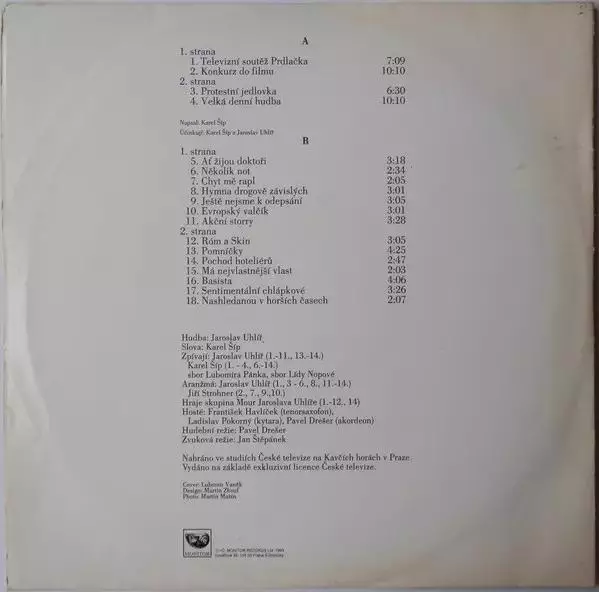 A
1. strana
1. Televizní soutěž Prdlačka 7:09
2. Konkurz do filmu 10:10
2. strana
3. Protestní jedlovka 6:30
4. Velká denní hudba 10:10
Napsal: Karel Šíp
Účinkují: Karel Šíp a Jaroslav Uhlíř
B
1. strana
5. Ať žijou doktoři 3:18
6. Několik not 2:34
7. Chyt mě rapl 2:05
8. Hymna drogově závislých 3:01
9. Ještě nejsme k odepsání 3:05
10. Evropský valčík 3:01
11. Akční storry 3:28
2. strana
12. Róm a Skin 3:05
13. Pomníčky 4:25
14. Pochod hoteliérů 2:47
15. Má nejvlastnější vlast 2:03
16. Basista 4:06
17. Sentimentální chlápkové 3:26
18. Nashledanou v horších časech 2:07
Hudba: Jaroslav Uhlíř
Slova: Karel Šíp
Zpívají: Jaroslav Uhlíř (1.-11., 13.-14.)
Karel Šíp (1. - 4., 6.-14.)
sbor Lubomíra Pánka, sbor Lídy Nopové
Aranžmá: Jaroslav Uhlíř (1., 3 - 6., 8., 11.-14.)
Jiří Strohner (2., 7., 9.,10.)
Hraje skupina Mour Jaroslava Uhlíře (1.-12., 14)
Hosté: František Havlíček (tenorsaxofon),
Ladislav Pokorný (kytara), Pavel Drešer (akordeon)
Hudební režie: Pavel Drešer
Zvuková režie: Jan Štěpánek
Nahráno ve studiích České televize na Kavčích horách v Praze.
Vydáno na základě exkluzivní licence České televize.
Cover: Lubman Vaněk
Design: Martin Zhouf
Photo: Martin Mařin
MONITOR
MONITOR RECORDS Ltd. 1993